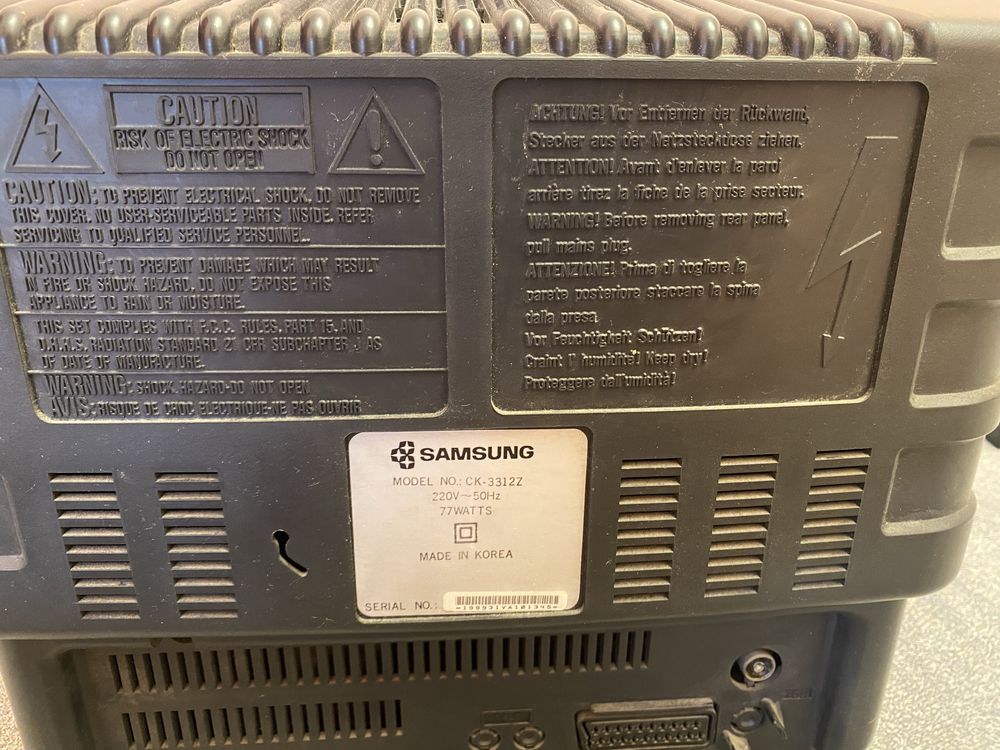 CAUTION
RISK OF ELECTRIC SHOCK
DO NOT OPEN
CAUTION: TO PREVENT ELECTRICAL SHOCK, DO NOT REMOVE
THIS COVER. NO USER-SERVICEABLE PARTS INSIDE. REFER
SERVICING TO QUALIFIED SERVICE PERSONNEL.
WARNING: TO PREVENT DAMAGE WHICH MAY RESULT
IN FIRE OR SHOCK HAZARD. DO NOT EXPOSE THIS
APPLIANCE TO RAIN OR MOISTURE.
THIS SET COMPLIES WITH F.C.C. RULES. PART 15. AND
D.H.H.S. RADIATION STANDARD 21 CFR SUBCHAPTER J AS
OF DATE OF MANUFACTURE.
WARNING: SHOCK HAZARD-DO NOT OPEN
AVIS: RISQUE DE CHOC ELECTRIQUE-NE PAS OUVRIR
ACHTUNG! Vor Entferner der Rückwand,
Stecker aus der Netzsteckdose ziehen.
ATTENTION! Avant d'enlever la paroi
arrière tirez la fiche de la prise secteur.
WARNING! Before removing rear panel,
pull mains plug.
ATTENZIONE! Prima di togliere la
parete posteriore staccare la spina
dalla presa.
Vor Feuchtigkeit Schützen!
Craint l' humidité! Keep dry!
Proteggere dall'umidità!
SAMSUNG
MODEL NO.: CK-3312Z
220V~50Hz
77WATTS
MADE IN KOREA
SERIAL NO.: